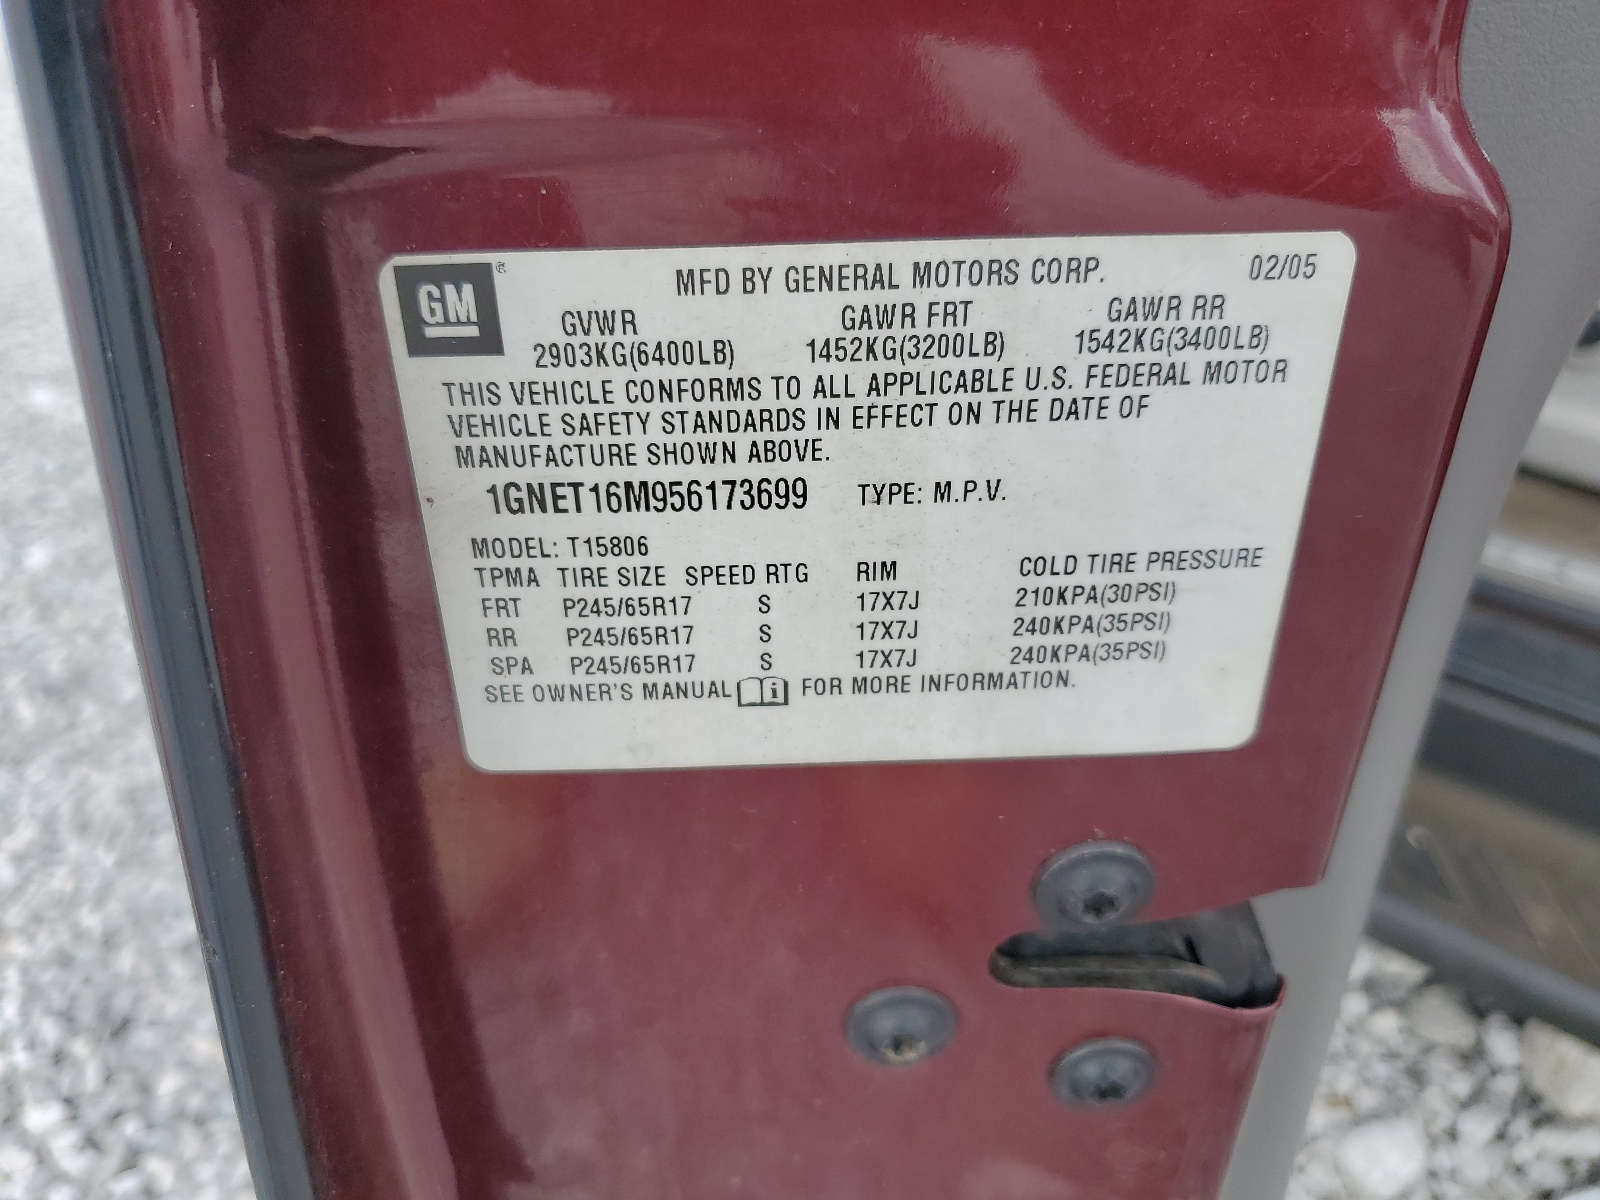 GM ® MFD BY GENERAL MOTORS CORP. 02/05
GVWR GAWR FRT GAWR RR
2903KG(6400LB) 1452KG(3200LB) 1542KG(3400LB)
THIS VEHICLE CONFORMS TO ALL APPLICABLE U.S. FEDERAL MOTOR
VEHICLE SAFETY STANDARDS IN EFFECT ON THE DATE OF
MANUFACTURE SHOWN ABOVE.
1GNET16M956173699 TYPE: M.P.V.
MODEL: T15806
TPMA TIRE SIZE SPEED RTG RIM COLD TIRE PRESSURE
FRT P245/65R17 S 17X7J 210KPA(30PSI)
RR P245/65R17 S 17X7J 240KPA(35PSI)
SPA P245/65R17 S 17X7J 240KPA(35PSI)
SEE OWNER'S MANUAL i FOR MORE INFORMATION.